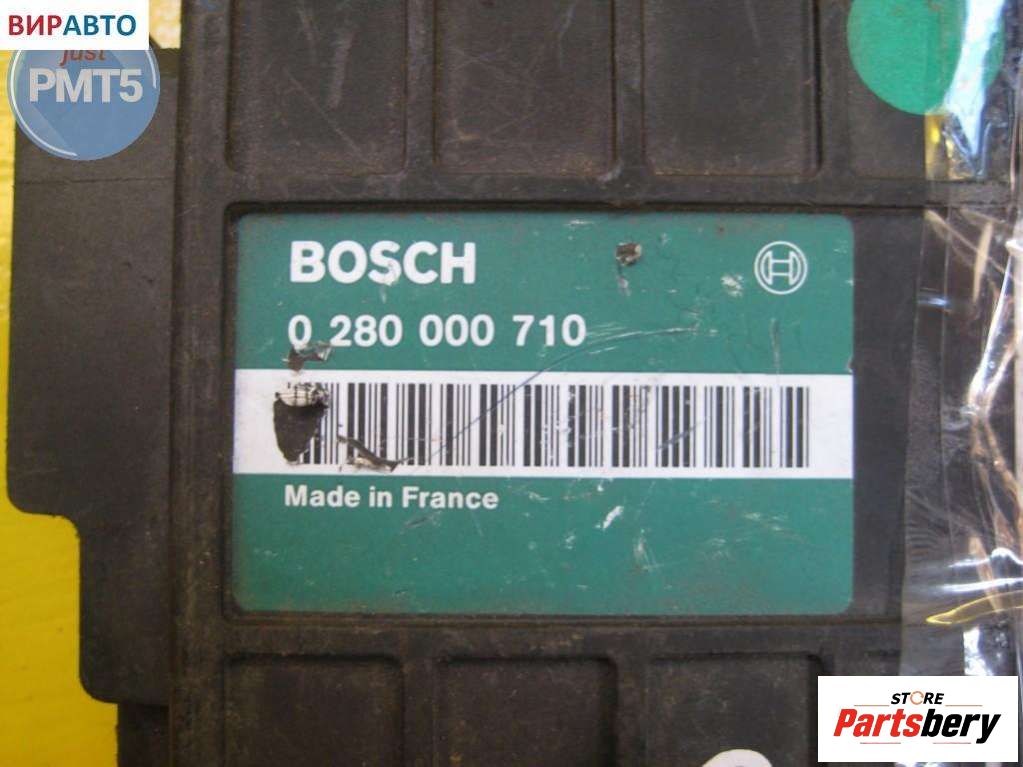 ВИРАВТО
just
PMT5
BOSCH
0 280 000 710
Made in France
STORE
Partsbery